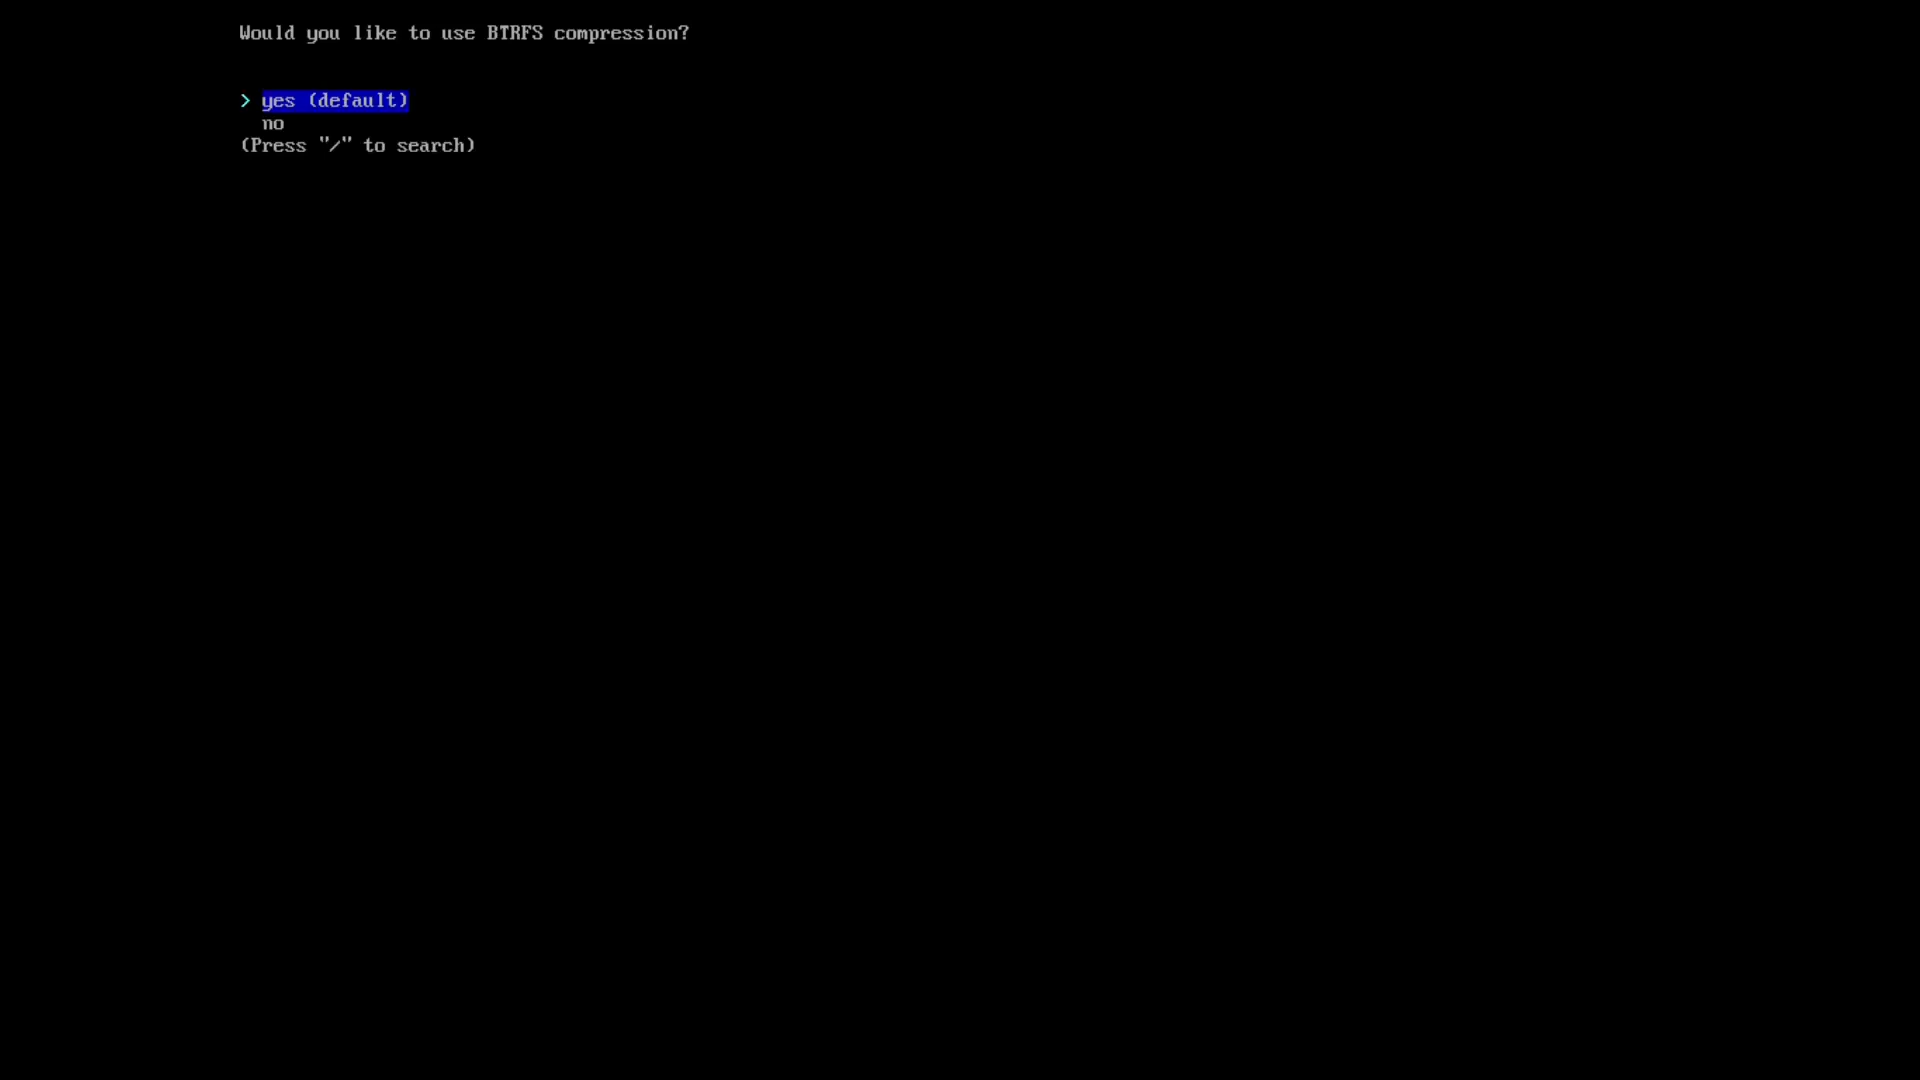 Would you like to use BTRFS compression?
> yes (default)
no
(Press "/" to search)